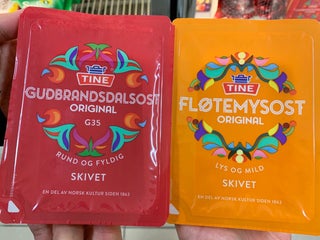 TINE
GUDBRANDSDALSOST
ORIGINAL
G35
RUND OG FYLDIG
SKIVET
EN DEL AV NORSK KULTUR SIDEN 1863
TINE
FLØTEMYSOST
ORIGINAL
LYS OG MILD
SKIVET
EN DEL AV NORSK KULTUR SIDEN 1863